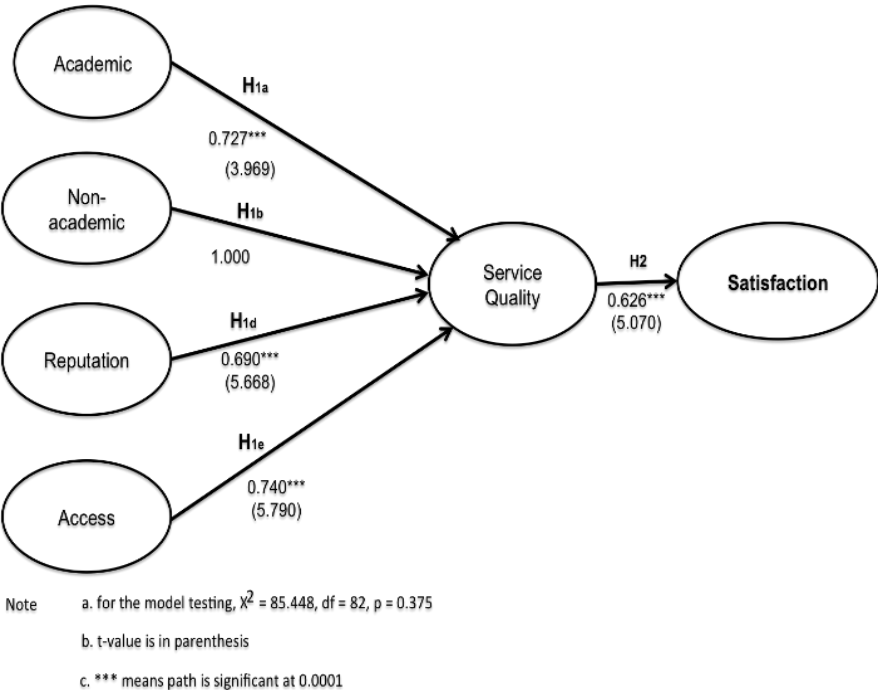 Academic
H1a
0.727***
(3.969)
Non-
academic
H1b
1.000
Service
Quality
H2
0.626***
(5.070)
Satisfaction
H1d
0.690***
(5.668)
Reputation
H1e
0.740***
(5.790)
Access
Note a. for the model testing, X² = 85.448, df = 82, p = 0.375
b. t-value is in parenthesis
c. *** means path is significant at 0.0001